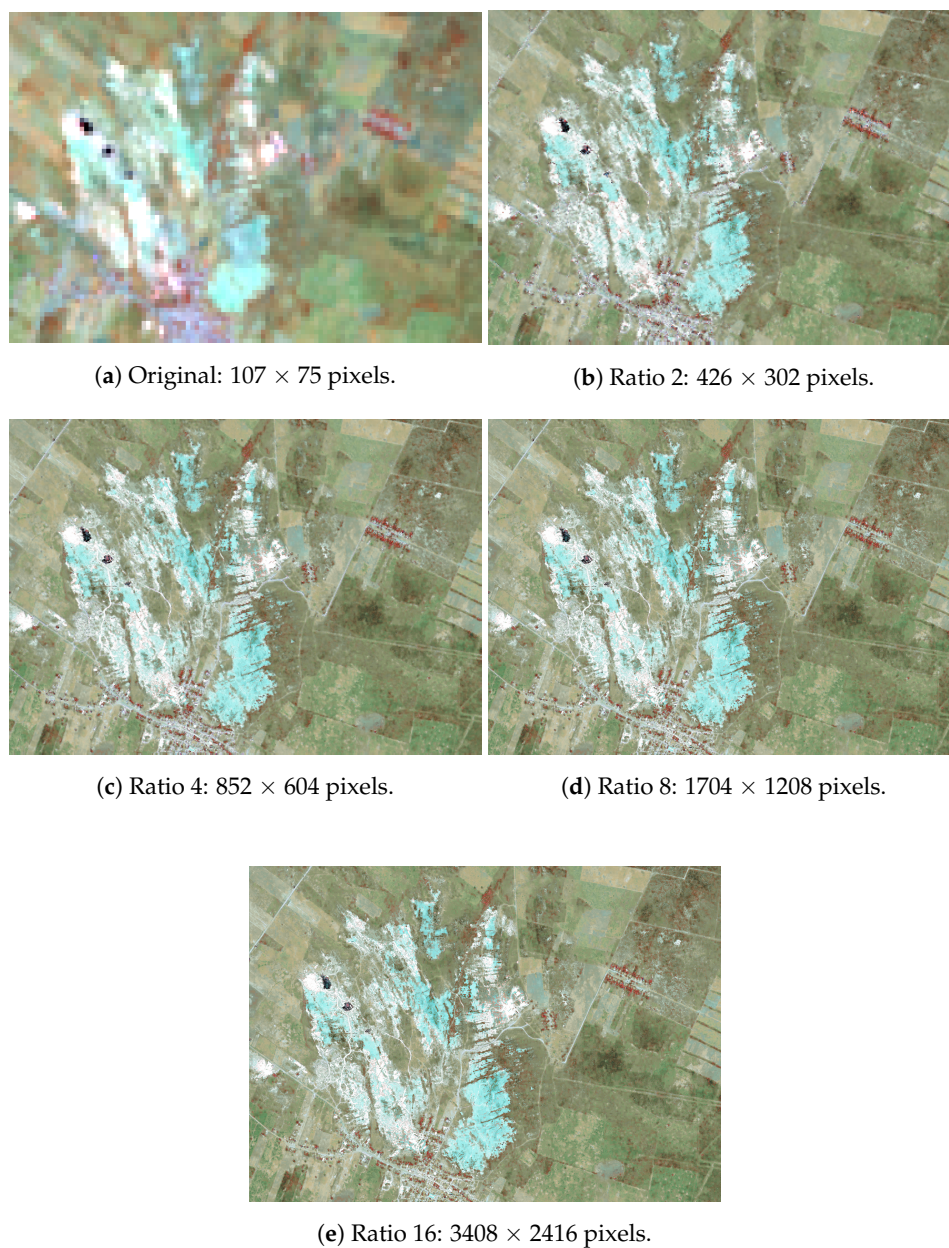 (a) Original: 107 × 75 pixels.
(b) Ratio 2: 426 × 302 pixels.
(c) Ratio 4: 852 × 604 pixels.
(d) Ratio 8: 1704 × 1208 pixels.
(e) Ratio 16: 3408 × 2416 pixels.